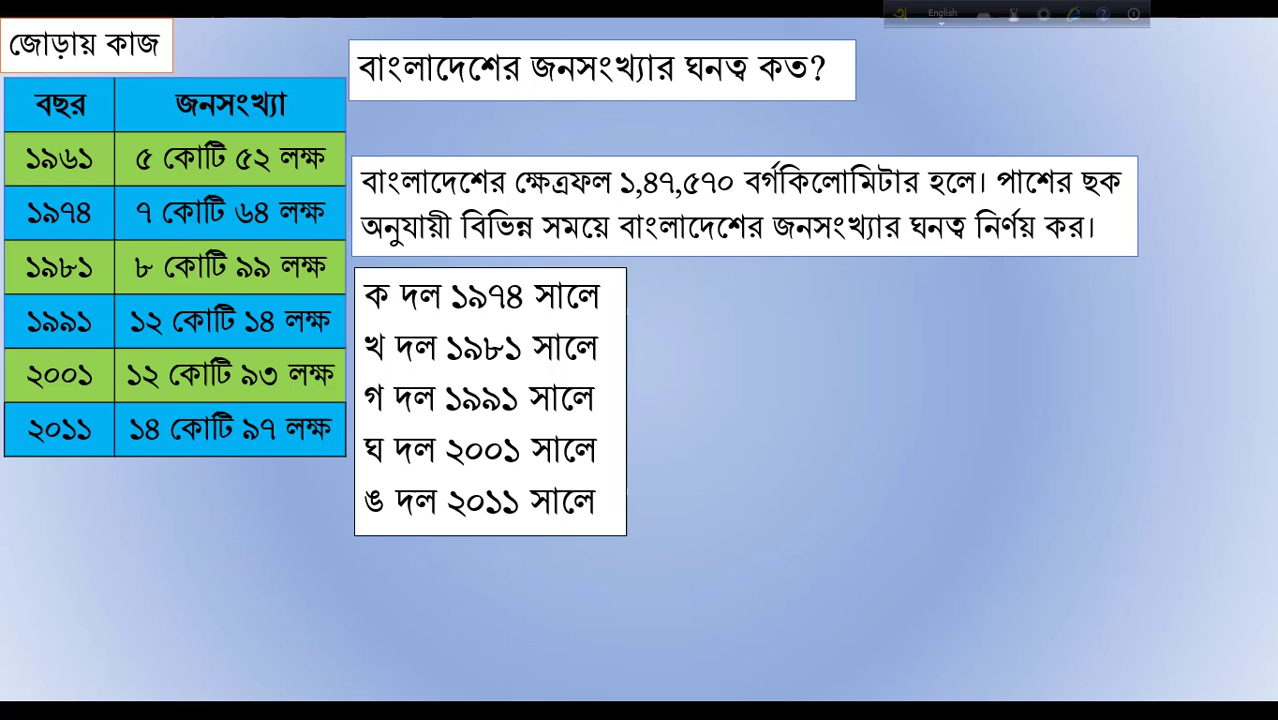 English
জোড়ায় কাজ
বাংলাদেশের জনসংখ্যার ঘনত্ব কত?
বছর জনসংখ্যা
১৯৬১ ৫ কোটি ৫২ লক্ষ
১৯৭৪ ৭ কোটি ৬৪ লক্ষ
১৯৮১ ৮ কোটি ৯৯ লক্ষ
১৯৯১ ১২ কোটি ১৪ লক্ষ
২০০১ ১২ কোটি ৯৩ লক্ষ
২০১১ ১৪ কোটি ৯৭ লক্ষ
বাংলাদেশের ক্ষেত্রফল ১,৪৭,৫৭০ বর্গকিলোমিটার হলে। পাশের ছক
অনুযায়ী বিভিন্ন সময়ে বাংলাদেশের জনসংখ্যার ঘনত্ব নির্ণয় কর।
ক দল ১৯৭৪ সালে
খ দল ১৯৮১ সালে
গ দল ১৯৯১ সালে
ঘ দল ২০০১ সালে
ঙ দল ২০১১ সালে